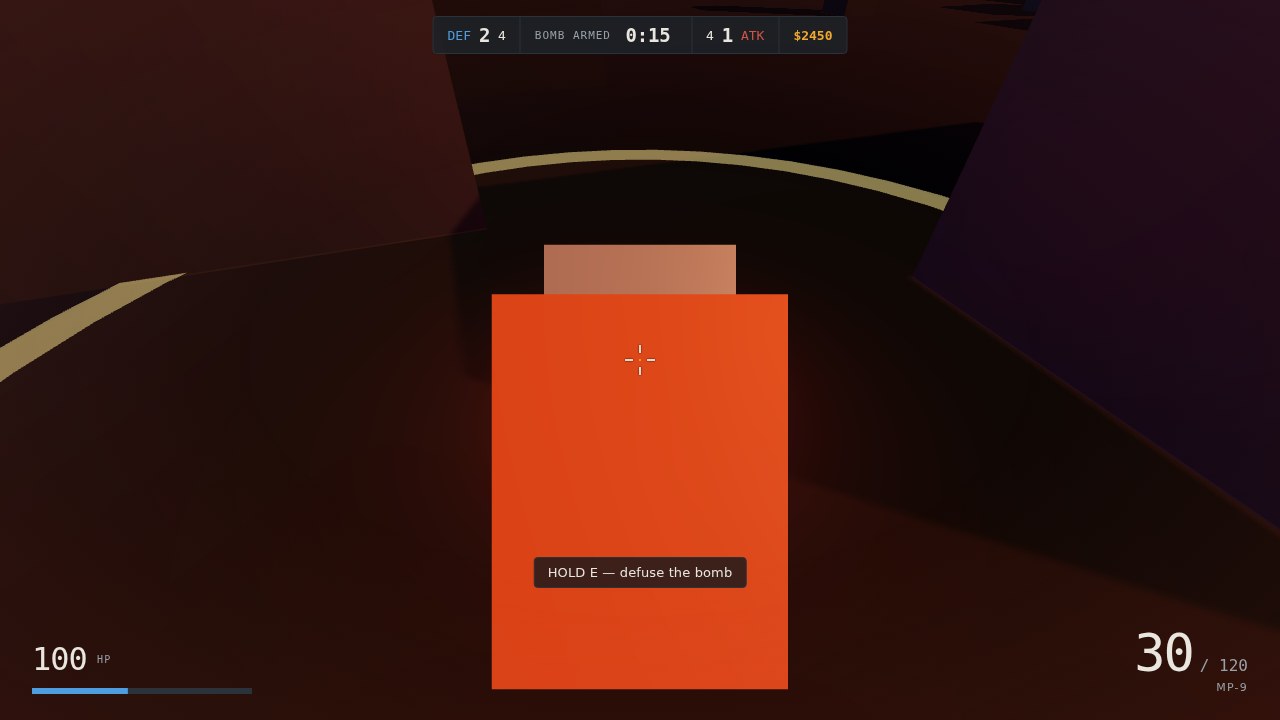 DEF 2 4 BOMB ARMED 0:15 4 1 ATK $2450
HOLD E — defuse the bomb
100 HP
30 / 120
MP-9